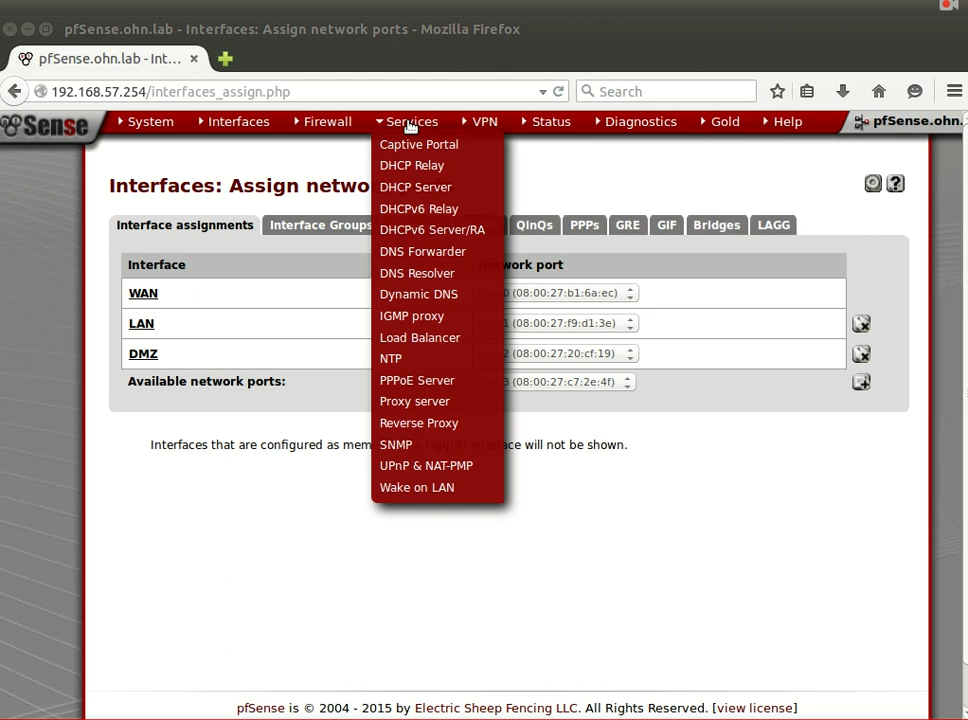 pfSense.ohn.lab - Interfaces: Assign network ports - Mozilla Firefox
pfSense.ohn.lab - Int...
192.168.57.254/interfaces_assign.php
Search
Sense
System
Interfaces
Firewall
Services
VPN
Status
Diagnostics
Gold
Help
pfSense.ohn.
Captive Portal
DHCP Relay
DHCP Server
DHCPv6 Relay
DHCPv6 Server/RA
DNS Forwarder
DNS Resolver
Dynamic DNS
IGMP proxy
Load Balancer
NTP
PPPoE Server
Proxy server
Reverse Proxy
SNMP
UPnP & NAT-PMP
Wake on LAN
Interfaces: Assign netwo
Interface assignments
Interface Groups
QinQs
PPPs
GRE
GIF
Bridges
LAGG
Interface
Network port
WAN
0 (08:00:27:b1:6a:ec)
LAN
1 (08:00:27:f9:d1:3e)
DMZ
2 (08:00:27:20:cf:19)
Available network ports:
3 (08:00:27:c7:2e:4f)
Interfaces that are configured as mem interface will not be shown.
pfSense is © 2004 - 2015 by Electric Sheep Fencing LLC. All Rights Reserved. [view license]